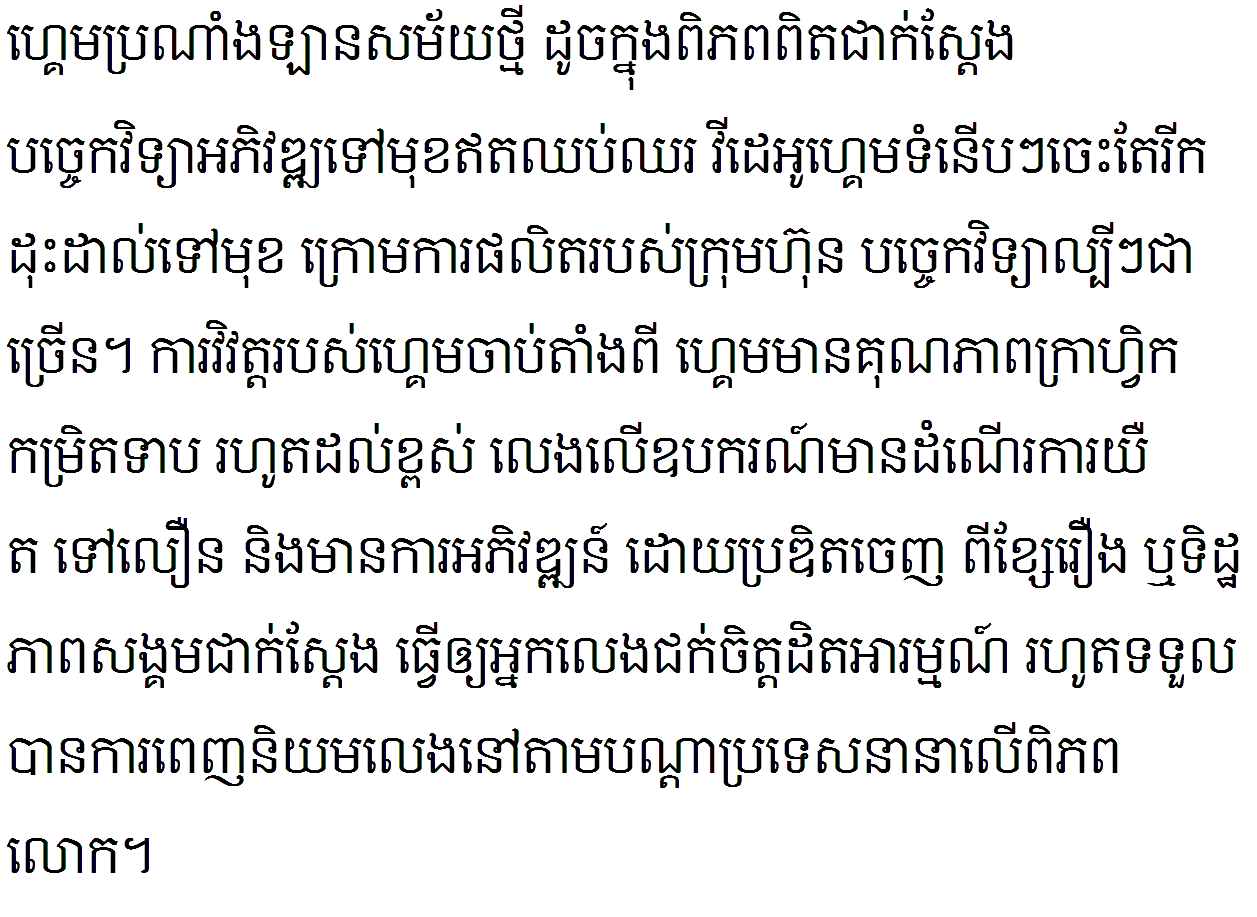 ហ្គេមប្រណាំងឡានសម័យថ្មី ដូចក្នុងពិភពពិតជាក់ស្តែង
បច្ចេកវិទ្យាអភិវឌ្ឍទៅមុខឥតឈប់ឈរ វីដេអូហ្គេមទំនើបៗចេះតែរីក
ដុះដាល់ទៅមុខ ក្រោមការផលិតរបស់ក្រុមហ៊ុន បច្ចេកវិទ្យាល្បីៗជា
ច្រើន។ ការវិវត្តរបស់ហ្គេមចាប់តាំងពី ហ្គេមមានគុណភាពក្រាហ្វិក
កម្រិតទាប រហូតដល់ខ្ពស់ លេងលើឧបករណ៍មានដំណើរការយឺ
ត ទៅលឿន និងមានការអភិវឌ្ឍន៍ ដោយប្រឌិតចេញ ពីខ្សែរឿង ឬទិដ្ឋ
ភាពសង្គមជាក់ស្តែង ធ្វើឲ្យអ្នកលេងជក់ចិត្តដិតអារម្មណ៍ រហូតទទួល
បានការពេញនិយមលេងនៅតាមបណ្តាប្រទេសនានាលើពិភព
លោក។